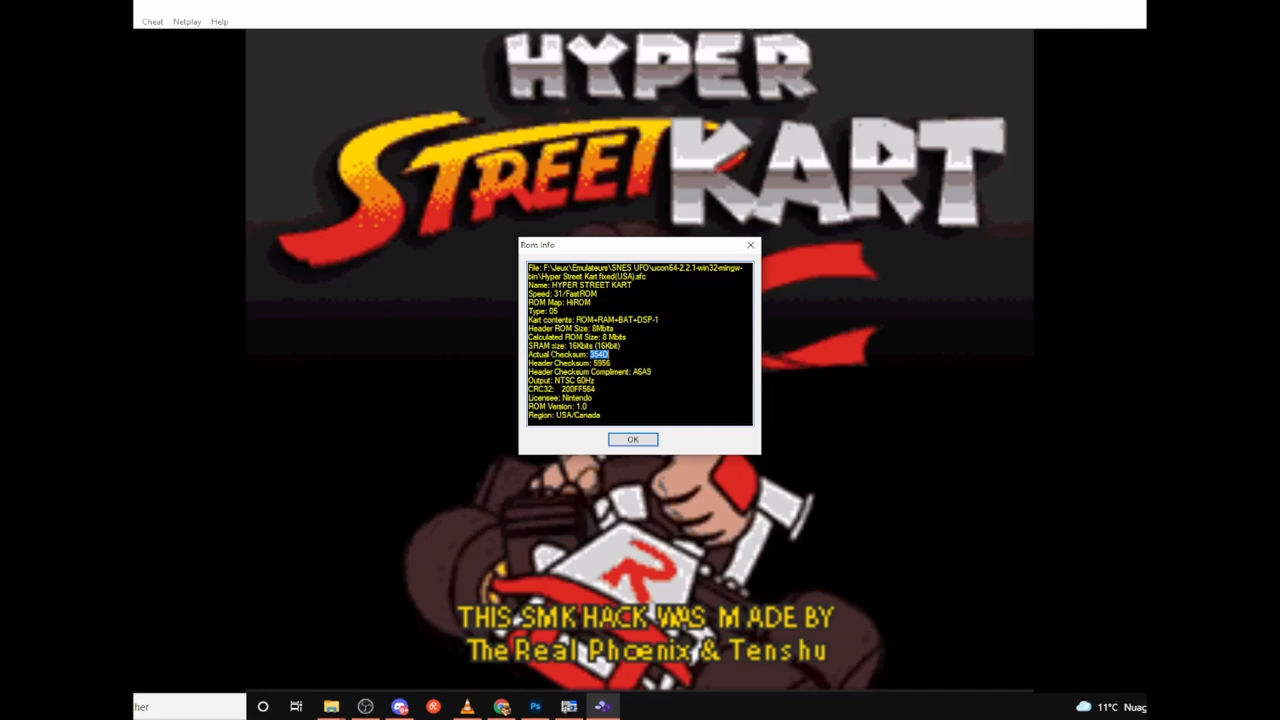 Cheat Netplay Help
HYPER
STREET KART
Rom Info
File: F:\Jeux\Emulateurs\SNES UFO\ucon64-2.2.1-win32-mingw-
bin\Hyper Street Kart fixed(USA).sfc
Name: HYPER STREET KART
Speed: 31/FastROM
ROM Map: HiROM
Type: 05
Kart contents: ROM+RAM+BAT+DSP-1
Header ROM Size: 8Mbits
Calculated ROM Size: 8 Mbits
SRAM size: 16Kbits (16Kbit)
Actual Checksum: 354D
Header Checksum: 5956
Header Checksum Compliment: A6A9
Output: NTSC 60Hz
CRC32: 200FF564
Licensee: Nintendo
ROM Version: 1.0
Region: USA/Canada
OK
R
THIS SMK HACK WAS MADE BY
The Real Phoenix & Tenshu
her
Ps
11°C Nuag